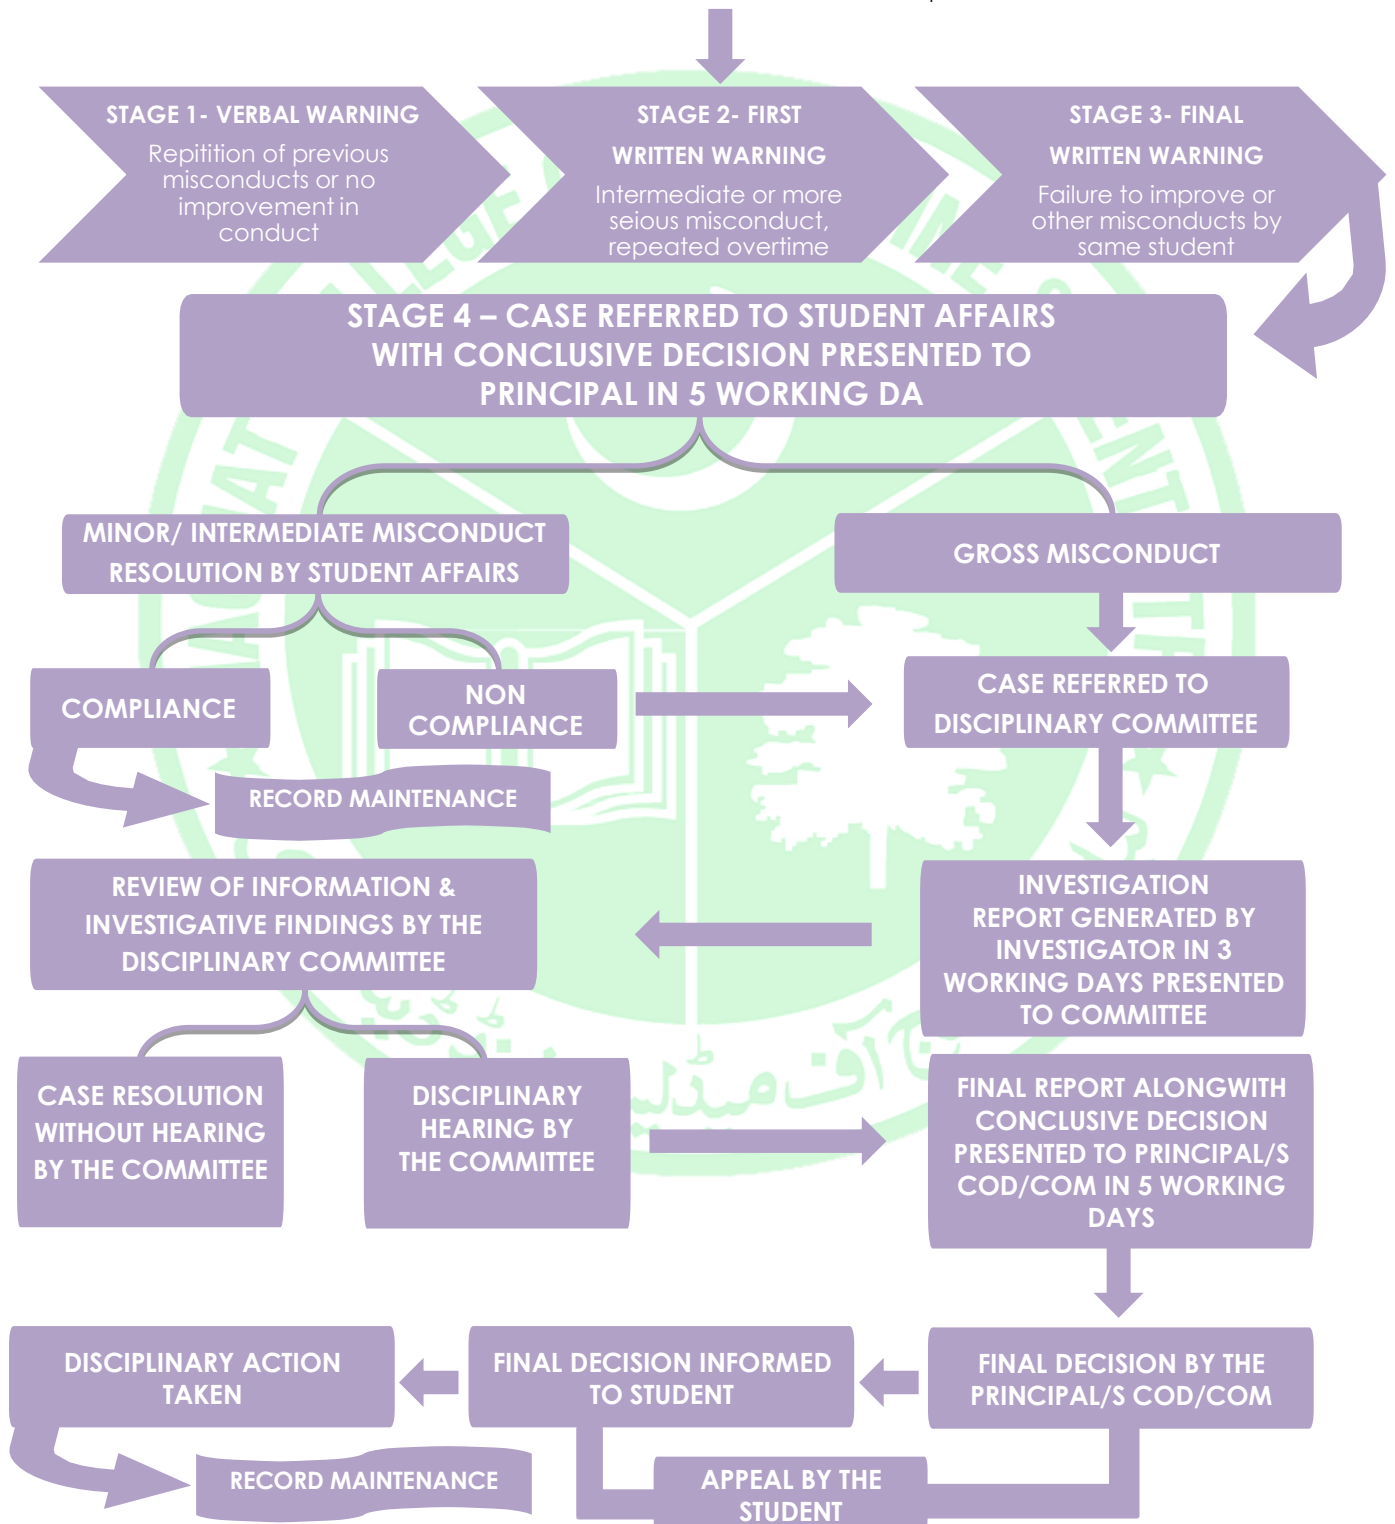 STAGE 1- VERBAL WARNING
Repitition of previous
misconducts or no
improvement in
conduct
STAGE 2- FIRST
WRITTEN WARNING
Intermediate or more
seious misconduct,
repeated overtime
STAGE 3- FINAL
WRITTEN WARNING
Failure to improve or
other misconducts by
same student
STAGE 4 – CASE REFERRED TO STUDENT AFFAIRS
WITH CONCLUSIVE DECISION PRESENTED TO
PRINCIPAL IN 5 WORKING DA
MINOR/ INTERMEDIATE MISCONDUCT
RESOLUTION BY STUDENT AFFAIRS
GROSS MISCONDUCT
COMPLIANCE
NON
COMPLIANCE
CASE REFERRED TO
DISCIPLINARY COMMITTEE
RECORD MAINTENANCE
REVIEW OF INFORMATION &
INVESTIGATIVE FINDINGS BY THE
DISCIPLINARY COMMITTEE
INVESTIGATION
REPORT GENERATED BY
INVESTIGATOR IN 3
WORKING DAYS PRESENTED
TO COMMITTEE
CASE RESOLUTION
WITHOUT HEARING
BY THE COMMITTEE
DISCIPLINARY
HEARING BY
THE COMMITTEE
FINAL REPORT ALONGWITH
CONCLUSIVE DECISION
PRESENTED TO PRINCIPAL/S
COD/COM IN 5 WORKING
DAYS
DISCIPLINARY ACTION
TAKEN
FINAL DECISION INFORMED
TO STUDENT
FINAL DECISION BY THE
PRINCIPAL/S COD/COM
RECORD MAINTENANCE
APPEAL BY THE
STUDENT